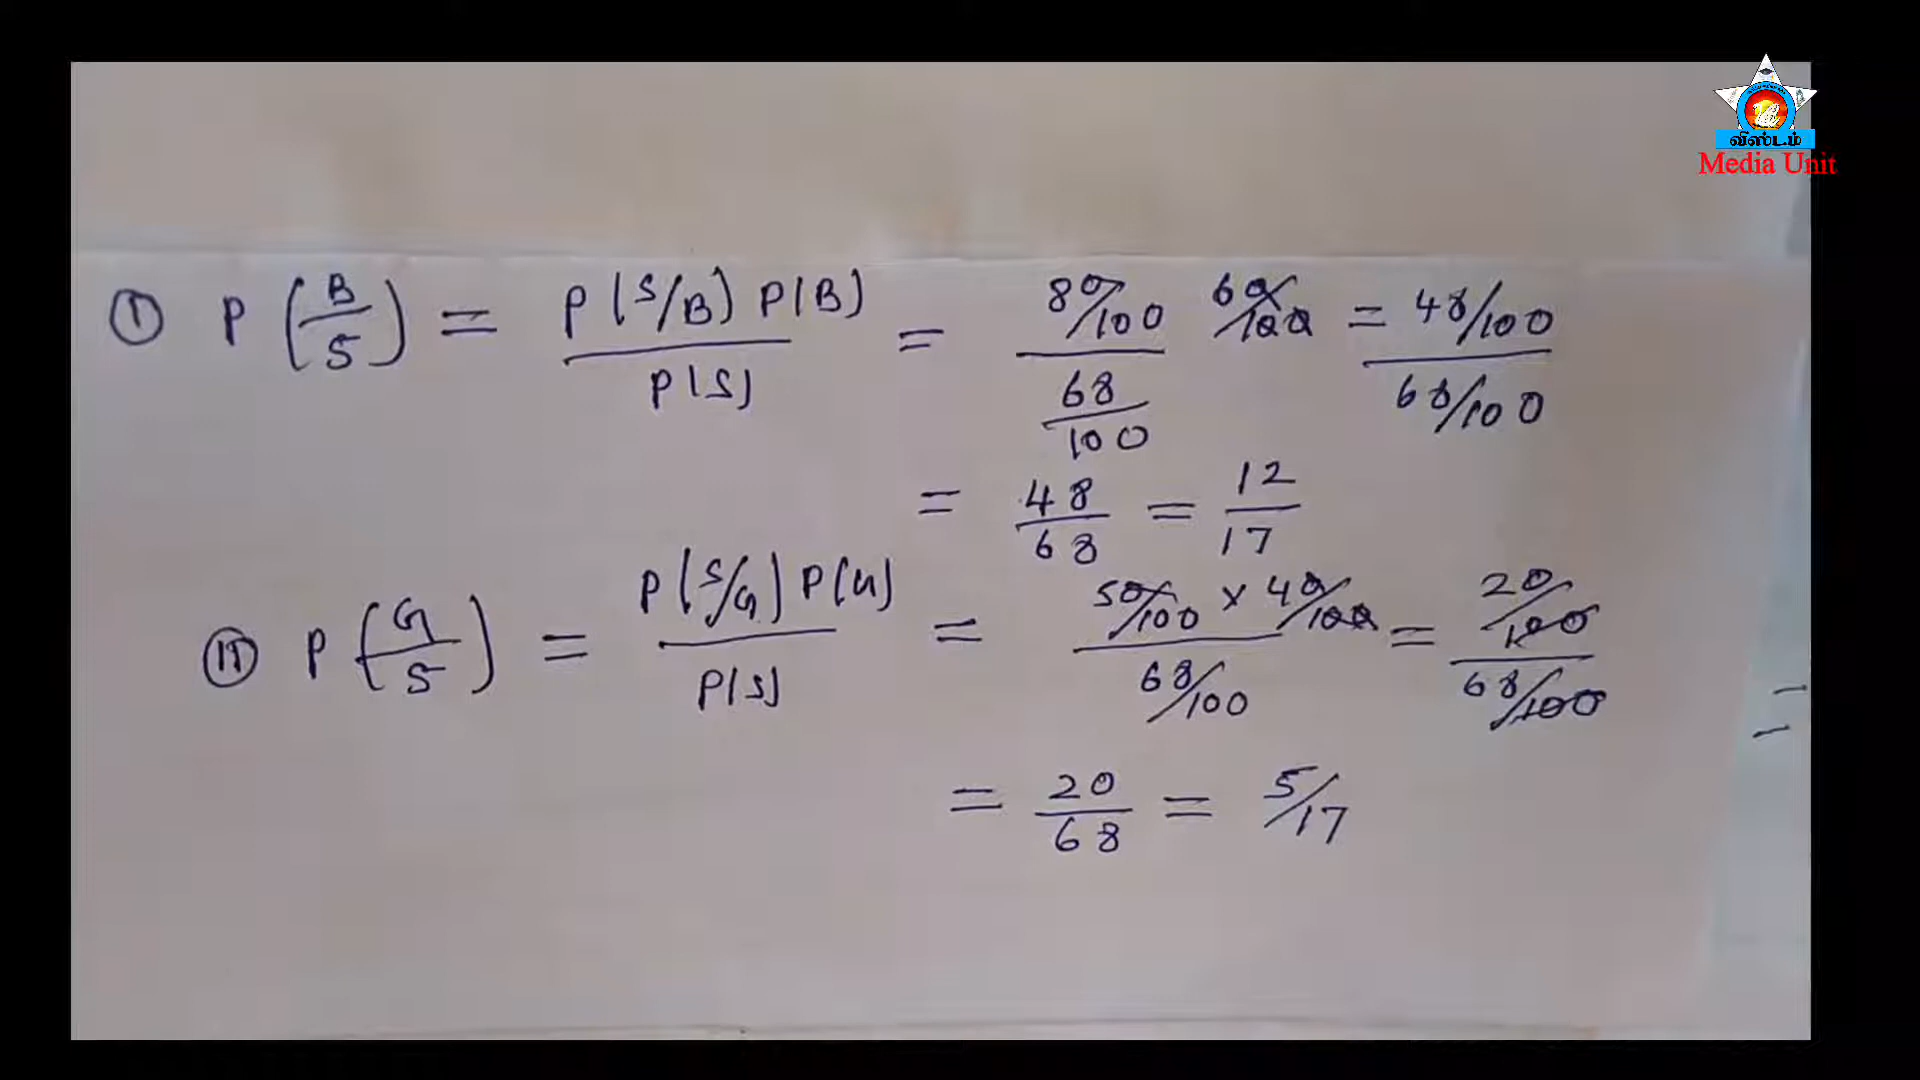 விஸ்டம்
Media Unit
① P(B/S) = P(S/B) P(B) / P(S) = 80/100 60/100 / 68/100 = 48/100 / 68/100
= 48/68 = 12/17
② P(G/S) = P(S/G) P(G) / P(S) = 50/100 × 40/100 / 68/100 = 20/100 / 68/100 =
= 20/68 = 5/17